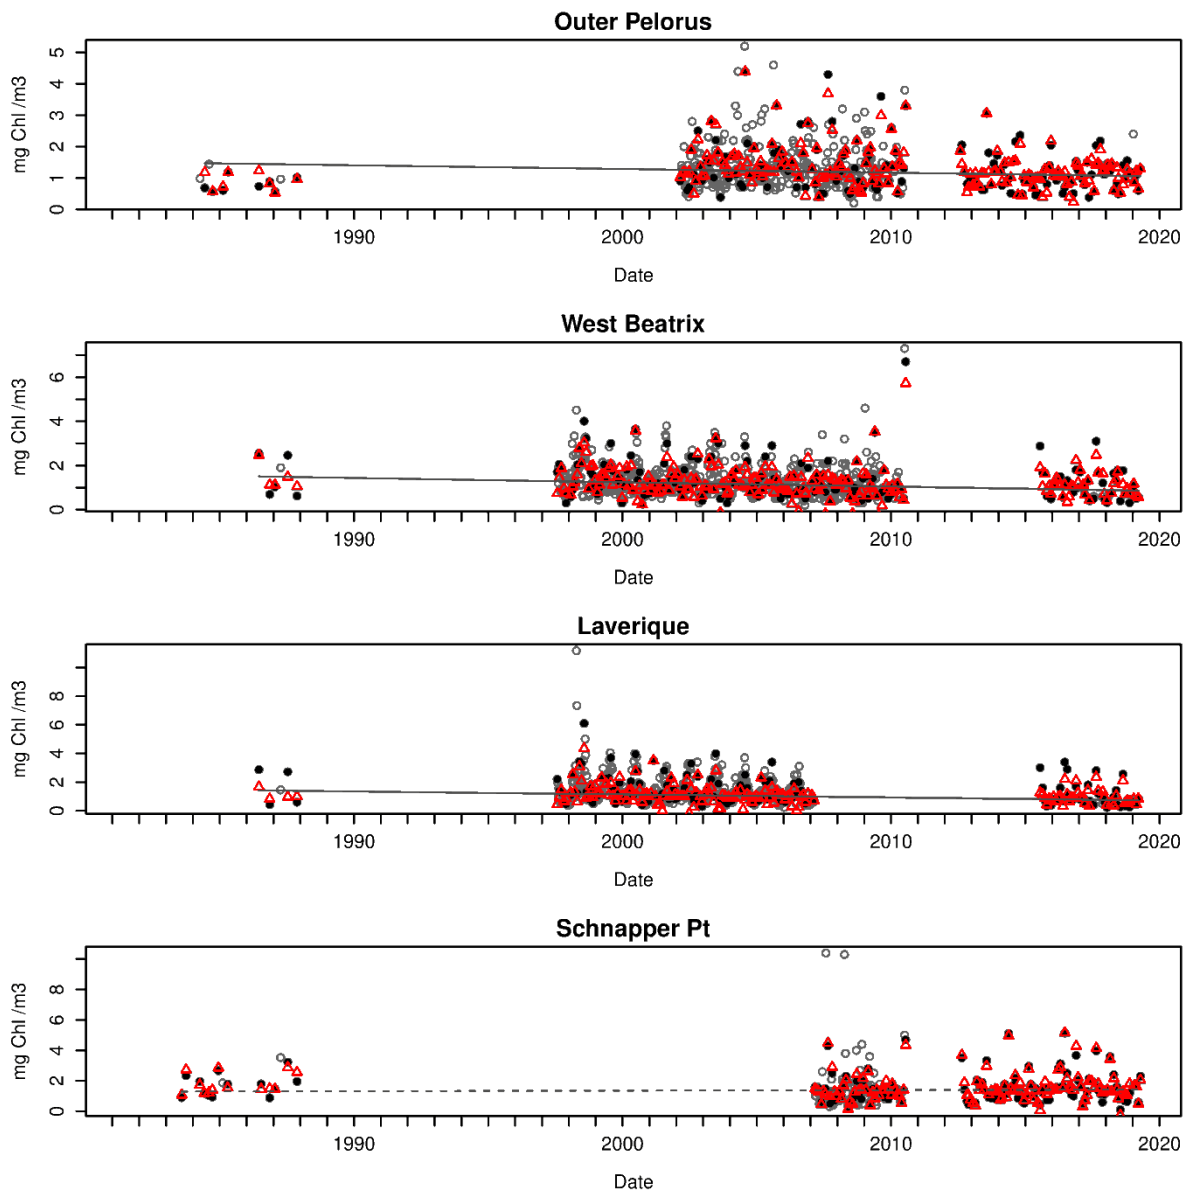 Outer Pelorus
mg Chl /m3
0 1 2 3 4 5
1990 2000 2010 2020
Date
West Beatrix
mg Chl /m3
0 2 4 6
1990 2000 2010 2020
Date
Laverique
mg Chl /m3
0 2 4 6 8
1990 2000 2010 2020
Date
Schnapper Pt
mg Chl /m3
0 2 4 6 8
1990 2000 2010 2020
Date